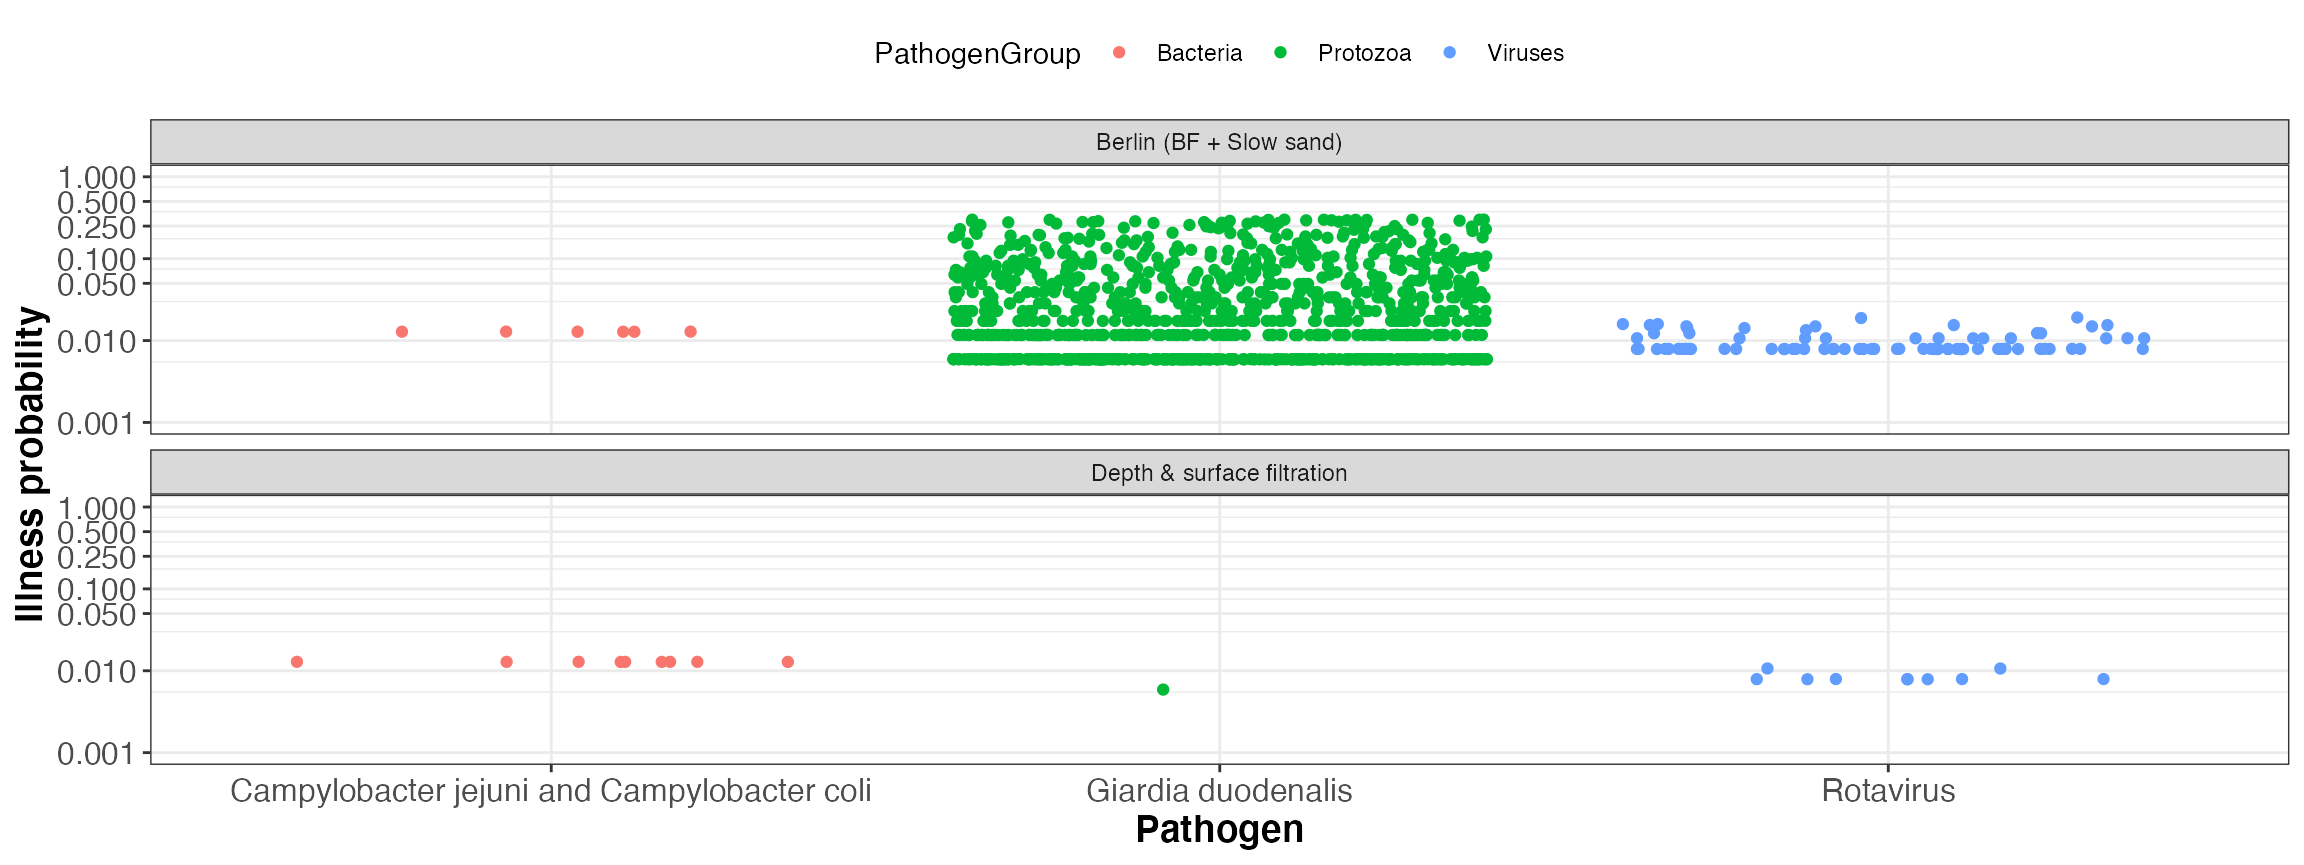 PathogenGroup Bacteria Protozoa Viruses
Berlin (BF + Slow sand)
1.000
0.500
0.250
0.100
0.050
0.010
0.001
Illness probability
Depth & surface filtration
1.000
0.500
0.250
0.100
0.050
0.010
0.001
Campylobacter jejuni and Campylobacter coli Giardia duodenalis Rotavirus
Pathogen